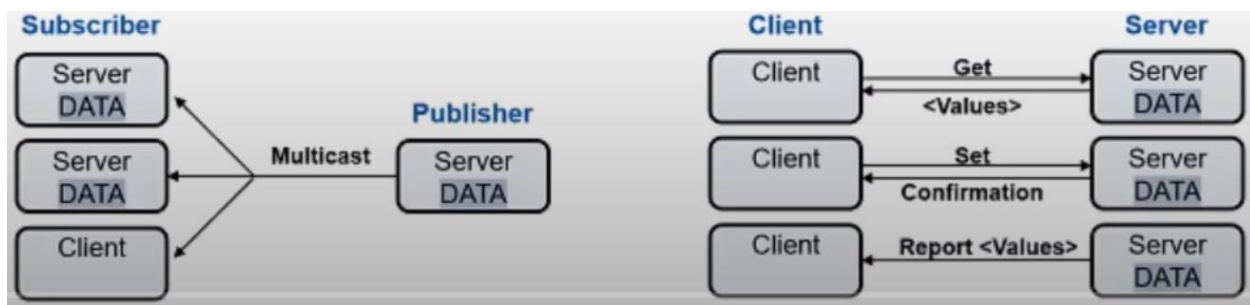 Subscriber
Server
DATA
Server
DATA
Client
Multicast
Publisher
Server
DATA
Client
Server
Client
Get
<Values>
Server
DATA
Client
Set
Confirmation
Server
DATA
Client
Report <Values>
Server
DATA